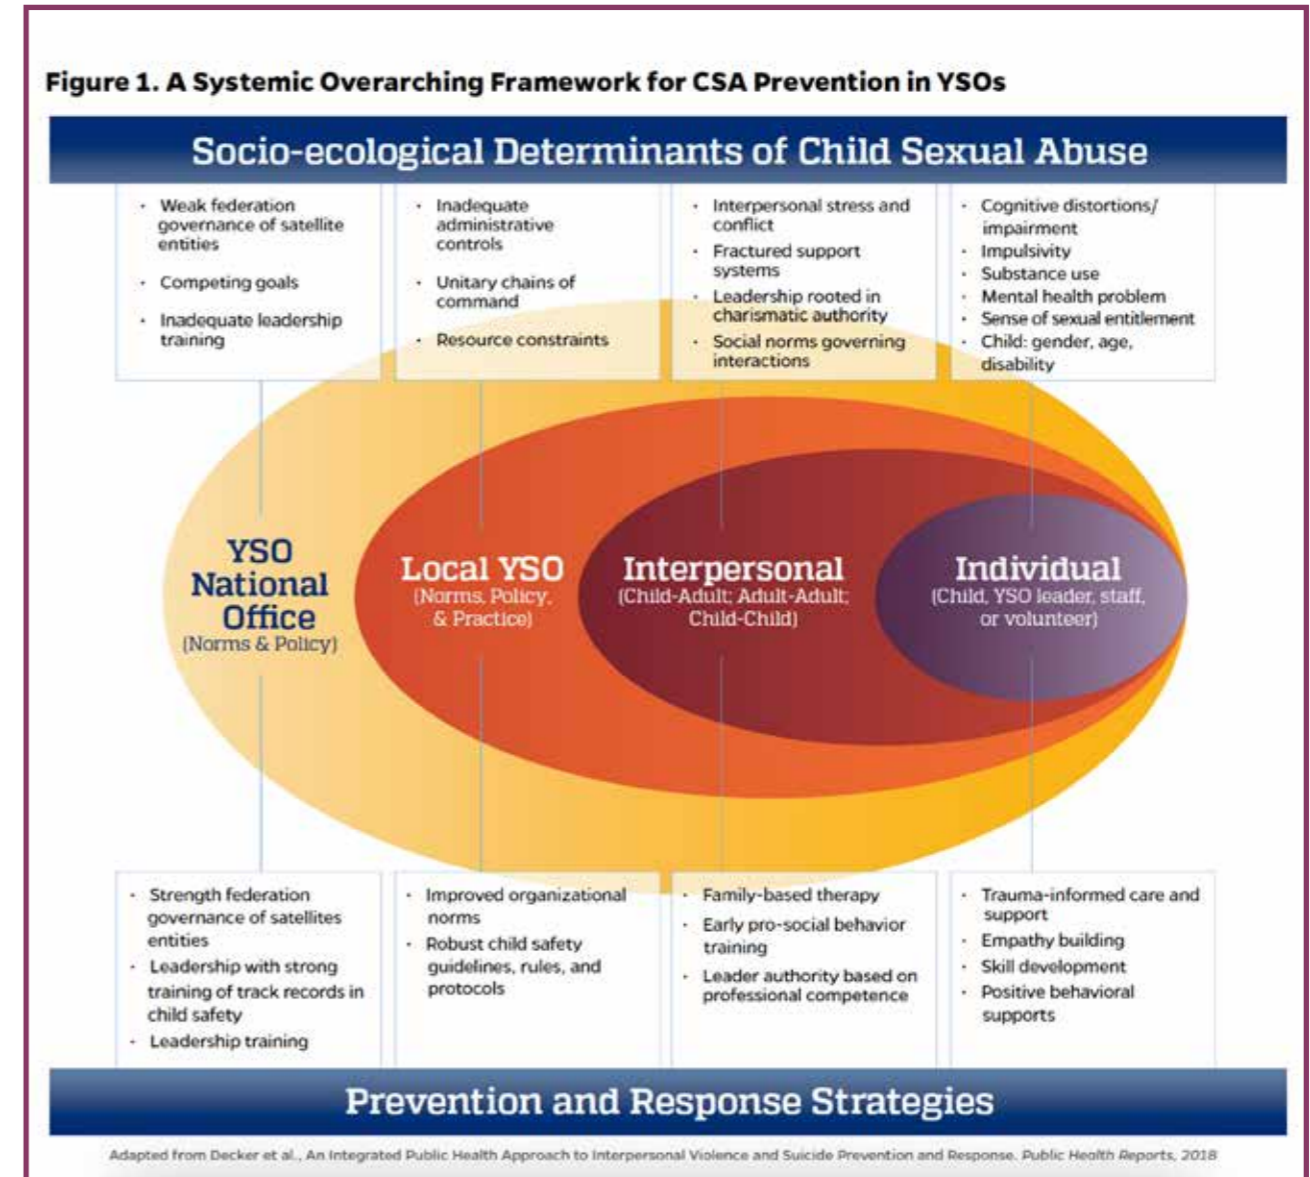 Figure 1. A Systemic Overarching Framework for CSA Prevention in YSOs
Socio-ecological Determinants of Child Sexual Abuse
· Weak federation
governance of satellite
entities
· Competing goals
· Inadequate leadership
training
· Inadequate
administrative
controls
· Unitary chains of
command
· Resource constraints
· Interpersonal stress and
conflict
· Fractured support
systems
· Leadership rooted in
charismatic authority
· Social norms governing
interactions
· Cognitive distortions/
impairment
· Impulsivity
· Substance use
· Mental health problem
· Sense of sexual entitlement
· Child: gender, age,
disability
YSO
National
Office
(Norms & Policy)
Local YSO
(Norms, Policy,
& Practice)
Interpersonal
(Child-Adult; Adult-Adult;
Child-Child)
Individual
(Child, YSO leader, staff,
or volunteer)
· Strength federation
governance of satellites
entities
· Leadership with strong
training of track records in
child safety
· Leadership training
· Improved organizational
norms
· Robust child safety
guidelines, rules, and
protocols
· Family-based therapy
· Early pro-social behavior
training
· Leader authority based on
professional competence
· Trauma-informed care and
support
· Empathy building
· Skill development
· Positive behavioral
supports
Prevention and Response Strategies
Adapted from Decker et al., An Integrated Public Health Approach to Interpersonal Violence and Suicide Prevention and Response. Public Health Reports, 2018